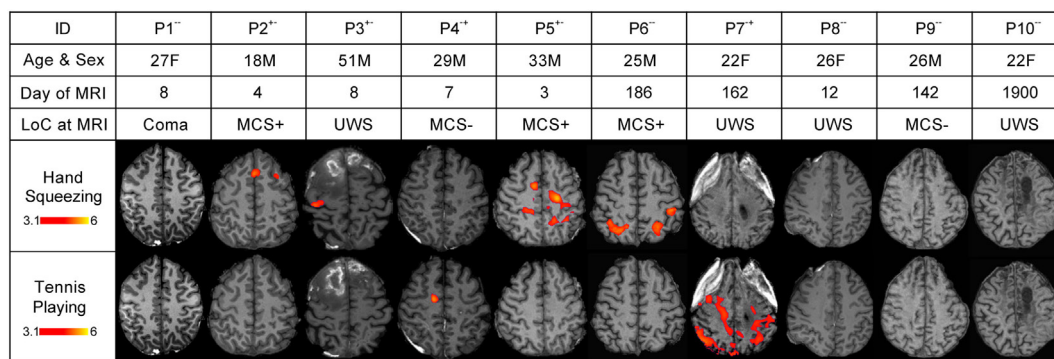 ID P1⁻⁻ P2⁺⁻ P3⁺⁻ P4⁻⁺ P5⁺⁻ P6⁻⁻ P7⁻⁺ P8⁻⁻ P9⁻⁻ P10⁻⁻
Age & Sex 27F 18M 51M 29M 33M 25M 22F 26F 26M 22F
Day of MRI 8 4 8 7 3 186 162 12 142 1900
LoC at MRI Coma MCS+ UWS MCS- MCS+ MCS+ UWS UWS MCS- UWS
Hand
Squeezing
3.1 6
Tennis
Playing
3.1 6